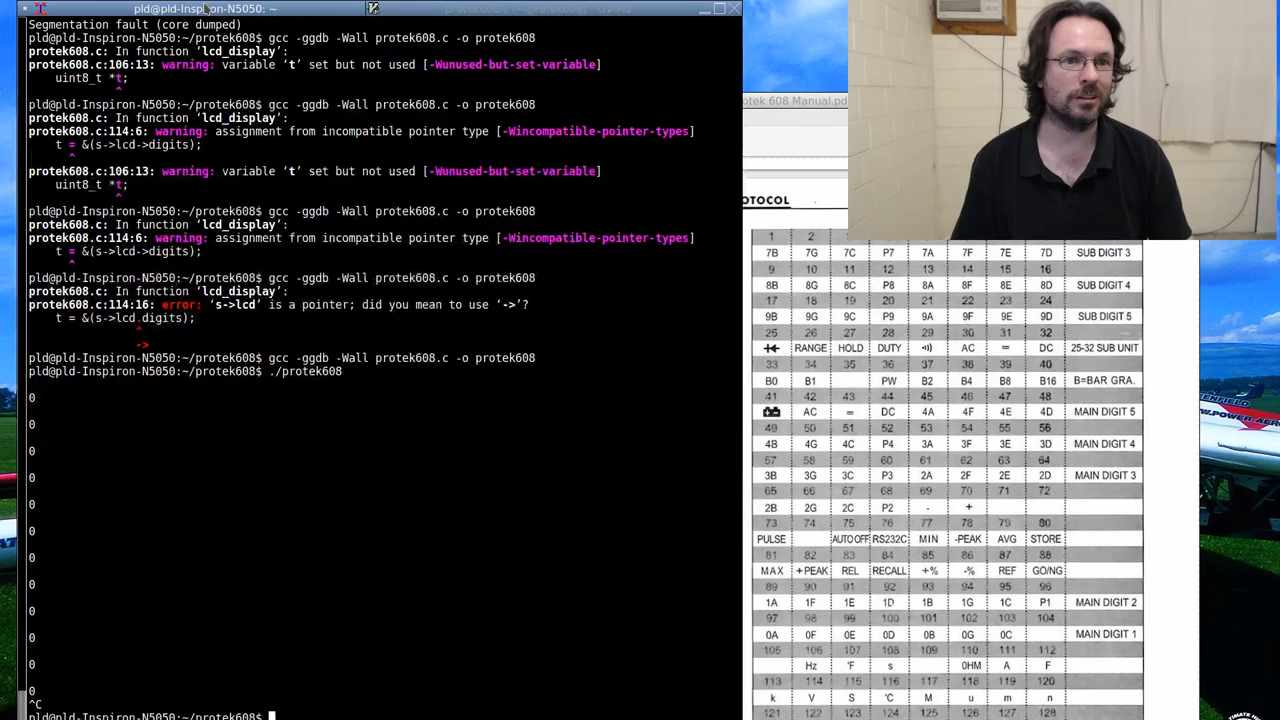 pld@pld-Inspiron-N5050: ~
protek608.c (~/protek608) - GVIM2
Segmentation fault (core dumped)
pld@pld-Inspiron-N5050:~/protek608$ gcc -ggdb -Wall protek608.c -o protek608
protek608.c: In function ‘lcd_display’:
protek608.c:106:13: warning: variable ‘t’ set but not used [-Wunused-but-set-variable]
uint8_t *t;
^
pld@pld-Inspiron-N5050:~/protek608$ gcc -ggdb -Wall protek608.c -o protek608
protek608.c: In function ‘lcd_display’:
protek608.c:114:6: warning: assignment from incompatible pointer type [-Wincompatible-pointer-types]
t = &(s->lcd->digits);
^
protek608.c:106:13: warning: variable ‘t’ set but not used [-Wunused-but-set-variable]
uint8_t *t;
^
pld@pld-Inspiron-N5050:~/protek608$ gcc -ggdb -Wall protek608.c -o protek608
protek608.c: In function ‘lcd_display’:
protek608.c:114:6: warning: assignment from incompatible pointer type [-Wincompatible-pointer-types]
t = &(s->lcd->digits);
^
pld@pld-Inspiron-N5050:~/protek608$ gcc -ggdb -Wall protek608.c -o protek608
protek608.c: In function ‘lcd_display’:
protek608.c:114:16: error: ‘s->lcd’ is a pointer; did you mean to use ‘->’?
t = &(s->lcd.digits);
^
->
pld@pld-Inspiron-N5050:~/protek608$ gcc -ggdb -Wall protek608.c -o protek608
pld@pld-Inspiron-N5050:~/protek608$ ./protek608
0
0
0
0
0
0
0
0
0
0
0
0
^C
pld@pld-Inspiron-N5050:~/protek608$
otek 608 Manual.pd
OTOCOL
1 2
7B 7G 7C P7 7A 7F 7E 7D SUB DIGIT 3
9 10 11 12 13 14 15 16
8B 8G 8C P8 8A 8F 8E 8D SUB DIGIT 4
17 18 19 20 21 22 23 24
9B 9G 9C P9 9A 9F 9E 9D SUB DIGIT 5
25 26 27 28 29 30 31 32
RANGE HOLD DUTY AC = DC 25-32 SUB UNIT
33 34 35 36 37 38 39 40
B0 B1 PW B2 B4 B8 B16 B=BAR GRA.
41 42 43 44 45 46 47 48
AC = DC 4A 4F 4E 4D MAIN DIGIT 5
49 50 51 52 53 54 55 56
4B 4G 4C P4 3A 3F 3E 3D MAIN DIGIT 4
57 58 59 60 61 62 63 64
3B 3G 3C P3 2A 2F 2E 2D MAIN DIGIT 3
65 66 67 68 69 70 71 72
2B 2G 2C P2 - +
73 74 75 76 77 78 79 80
PULSE AUTO OFF RS232C MIN -PEAK AVG STORE
81 82 83 84 85 86 87 88
MAX +PEAK REL RECALL +% -% REF GO/NG
89 90 91 92 93 94 95 96
1A 1F 1E 1D 1B 1G 1C P1 MAIN DIGIT 2
97 98 99 100 101 102 103 104
0A 0F 0E 0D 0B 0G 0C MAIN DIGIT 1
105 106 107 108 109 110 111 112
Hz 'F s 0HM A F
113 114 115 116 117 118 119 120
k V S 'C M u m n
121 122 123 124 125 126 127 128